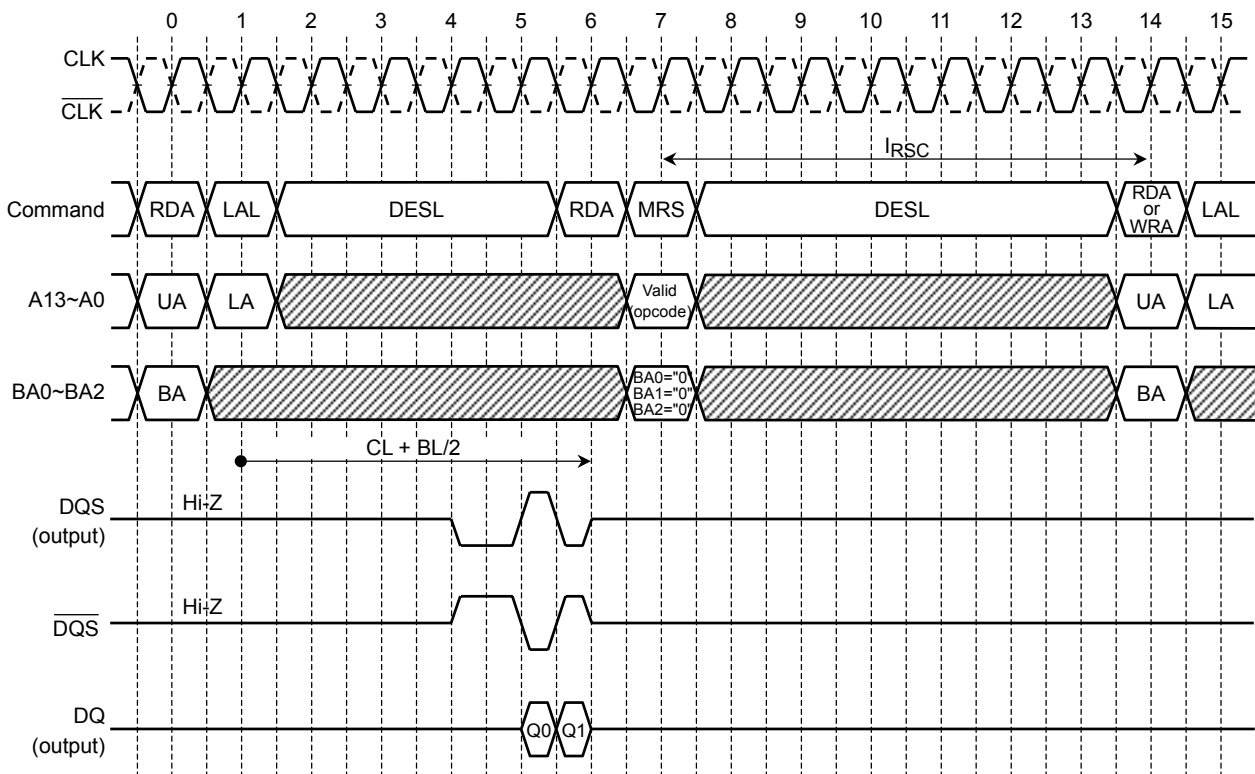 0 1 2 3 4 5 6 7 8 9 10 11 12 13 14 15
CLK
CLK
IRSC
Command RDA LAL DESL RDA MRS DESL RDA or WRA LAL
A13~A0 UA LA Valid (opcode) UA LA
BA0~BA2 BA BA0="0" BA1="0" BA2="0" BA
CL + BL/2
DQS (output) Hi-Z
DQS Hi-Z
DQ (output) Q0 Q1